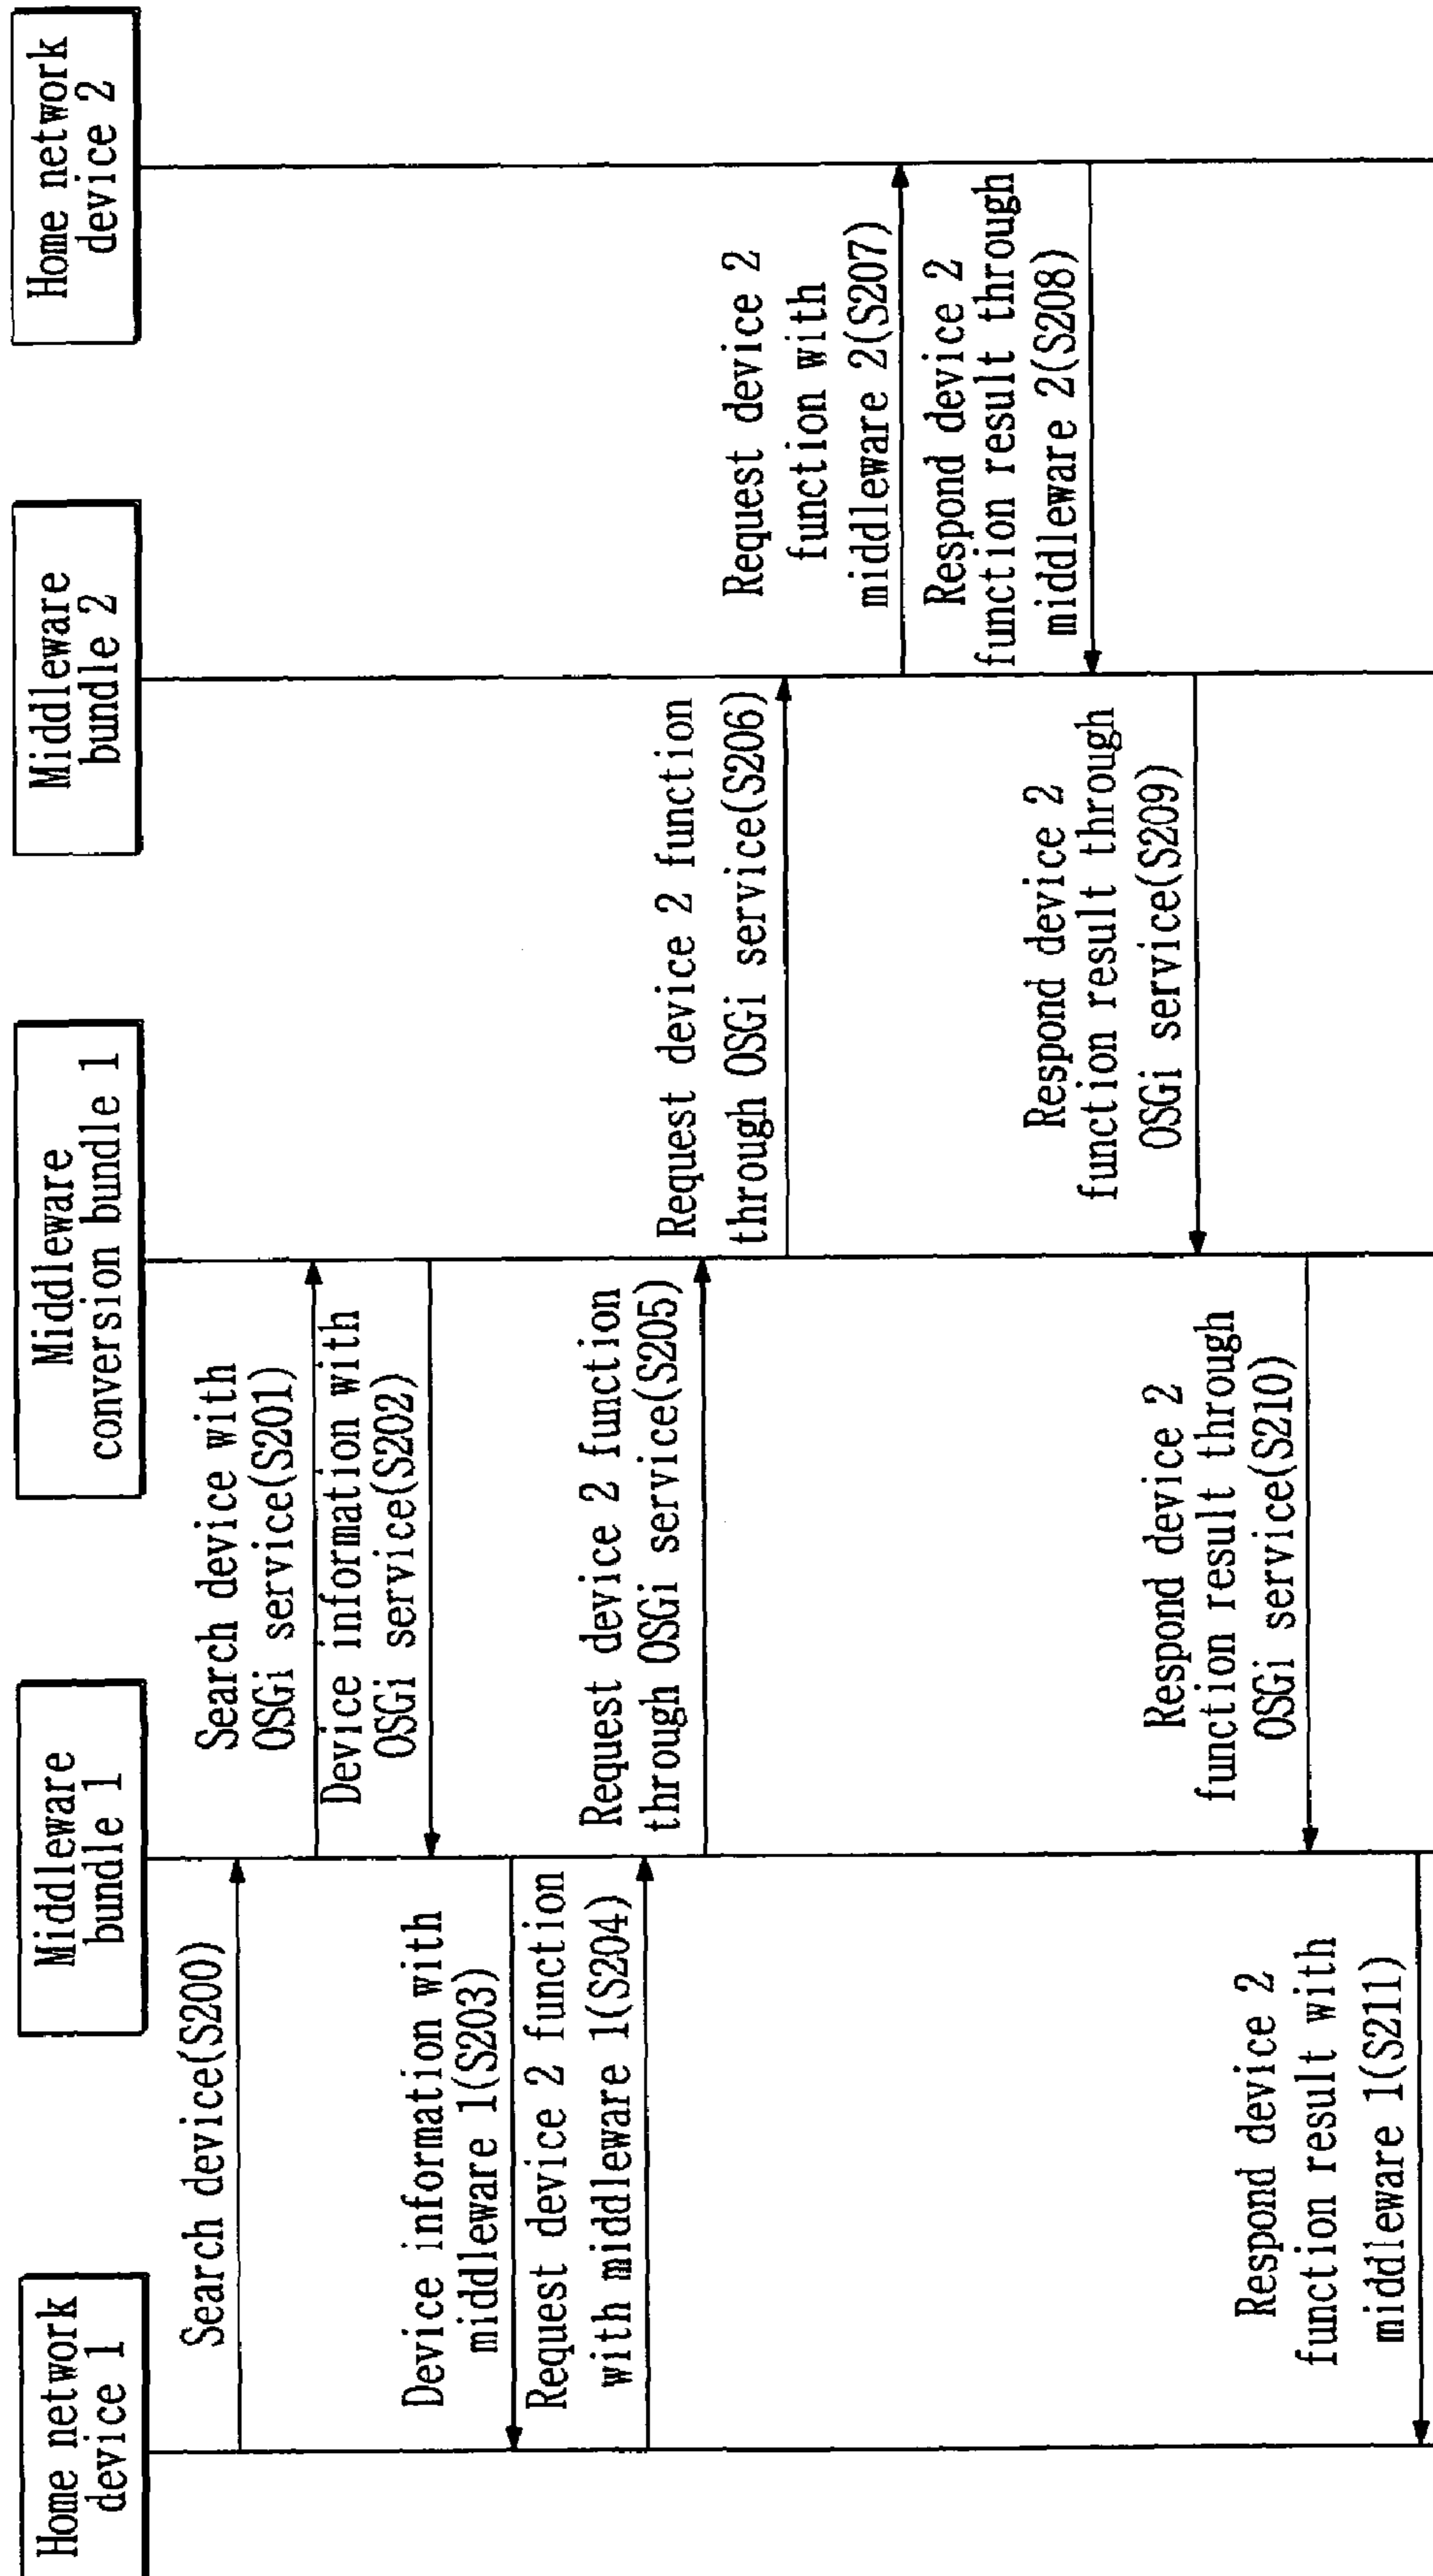 Home network
device 1
Middleware
bundle 1
Middleware
conversion bundle 1
Middleware
bundle 2
Home network
device 2
Search device(S200)
Search device with
OSGi service(S201)
Device information with
OSGi service(S202)
Device information with
middleware 1(S203)
Request device 2 function
with middleware 1(S204)
Request device 2 function
through OSGi service(S205)
Request device 2 function
through OSGi service(S206)
Request device 2
function with
middleware 2(S207)
Respond device 2
function result through
middleware 2(S208)
Respond device 2
function result through
OSGi service(S209)
Respond device 2
function result through
OSGi service(S210)
Respond device 2
function result with
middleware 1(S211)